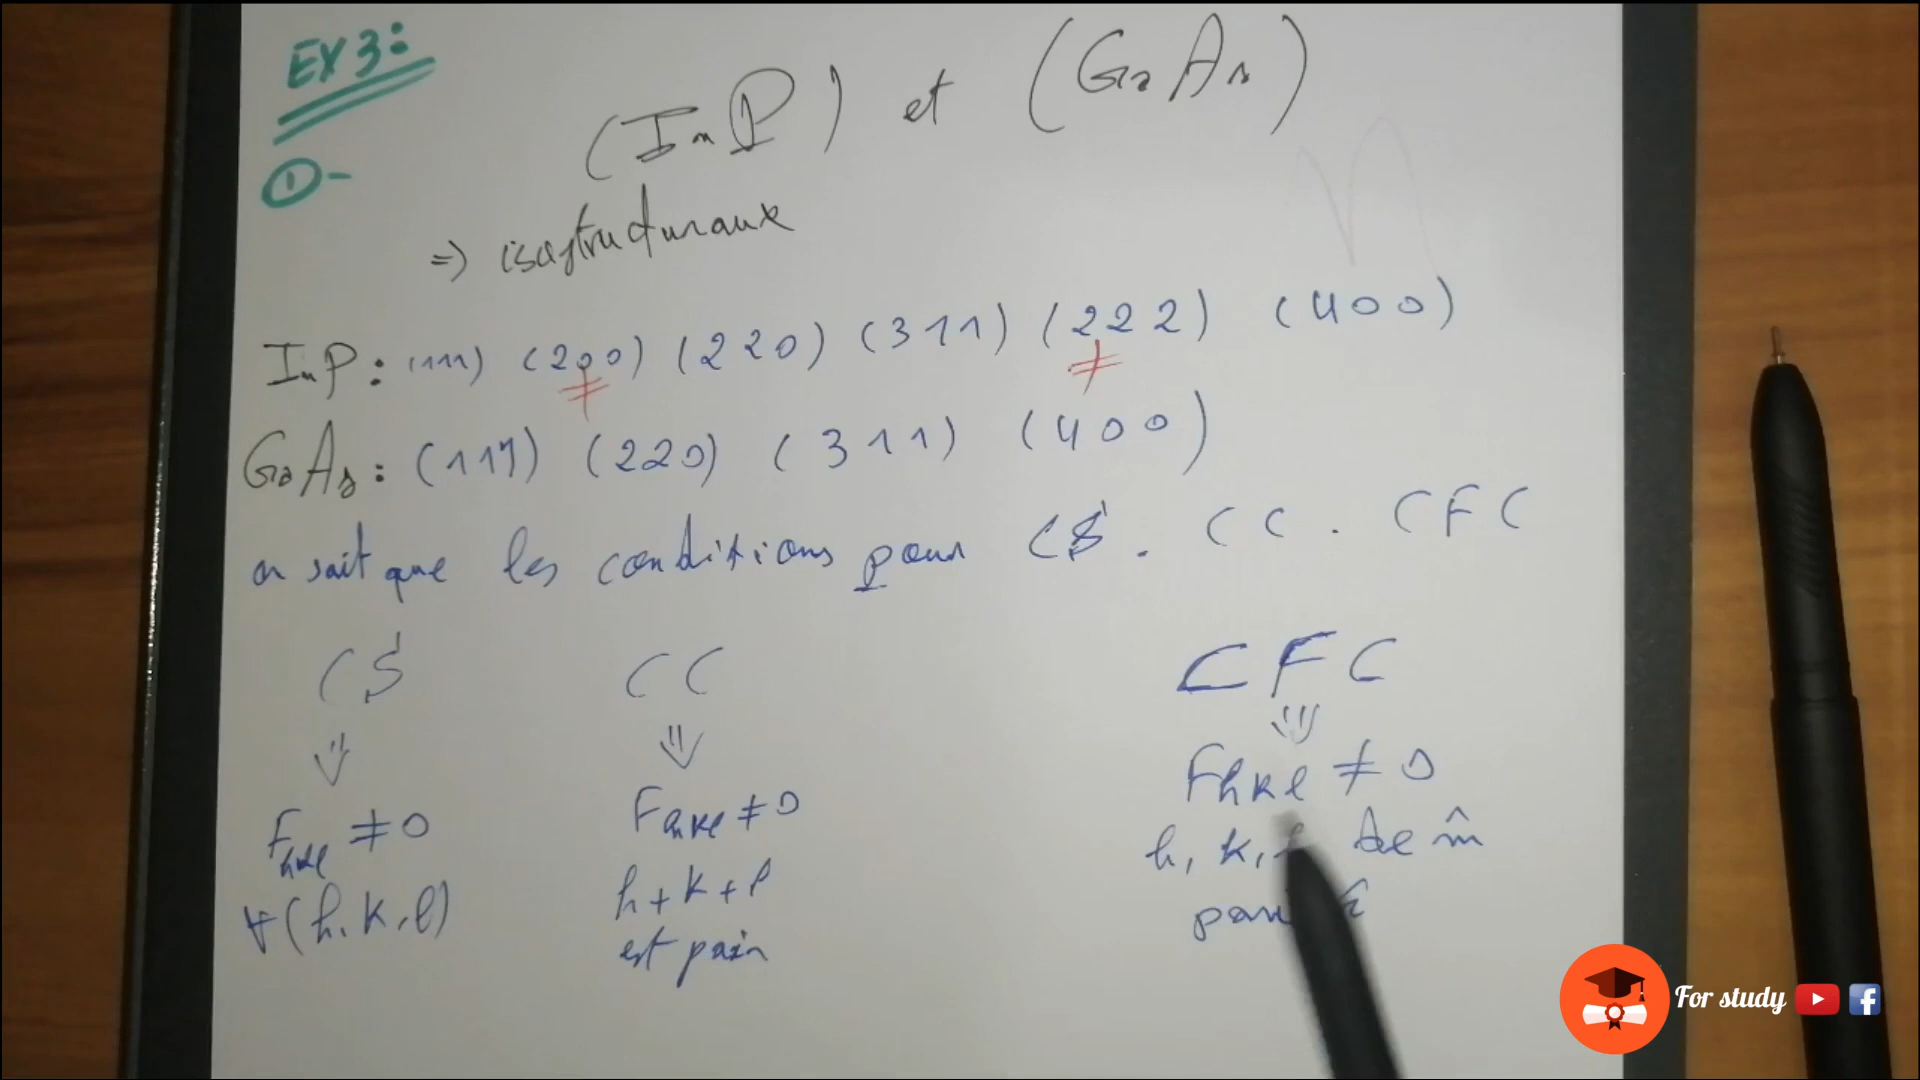 EX3:
(InP) et (GaAs)
①-
=> isostructuraux
InP: (111) (200) (220) (311) (222) (400)
≠ ≠
GaAs: (111) (220) (311) (400)
on sait que les conditions pour CS. CC. CFC
CS CC CFC
⇓ ⇓ ⇓
Fhkl ≠ 0 Fhkl ≠ 0 Fhkl ≠ 0
∀(h,k,l) h+k+l h, k, l de m̂
est pair
For study